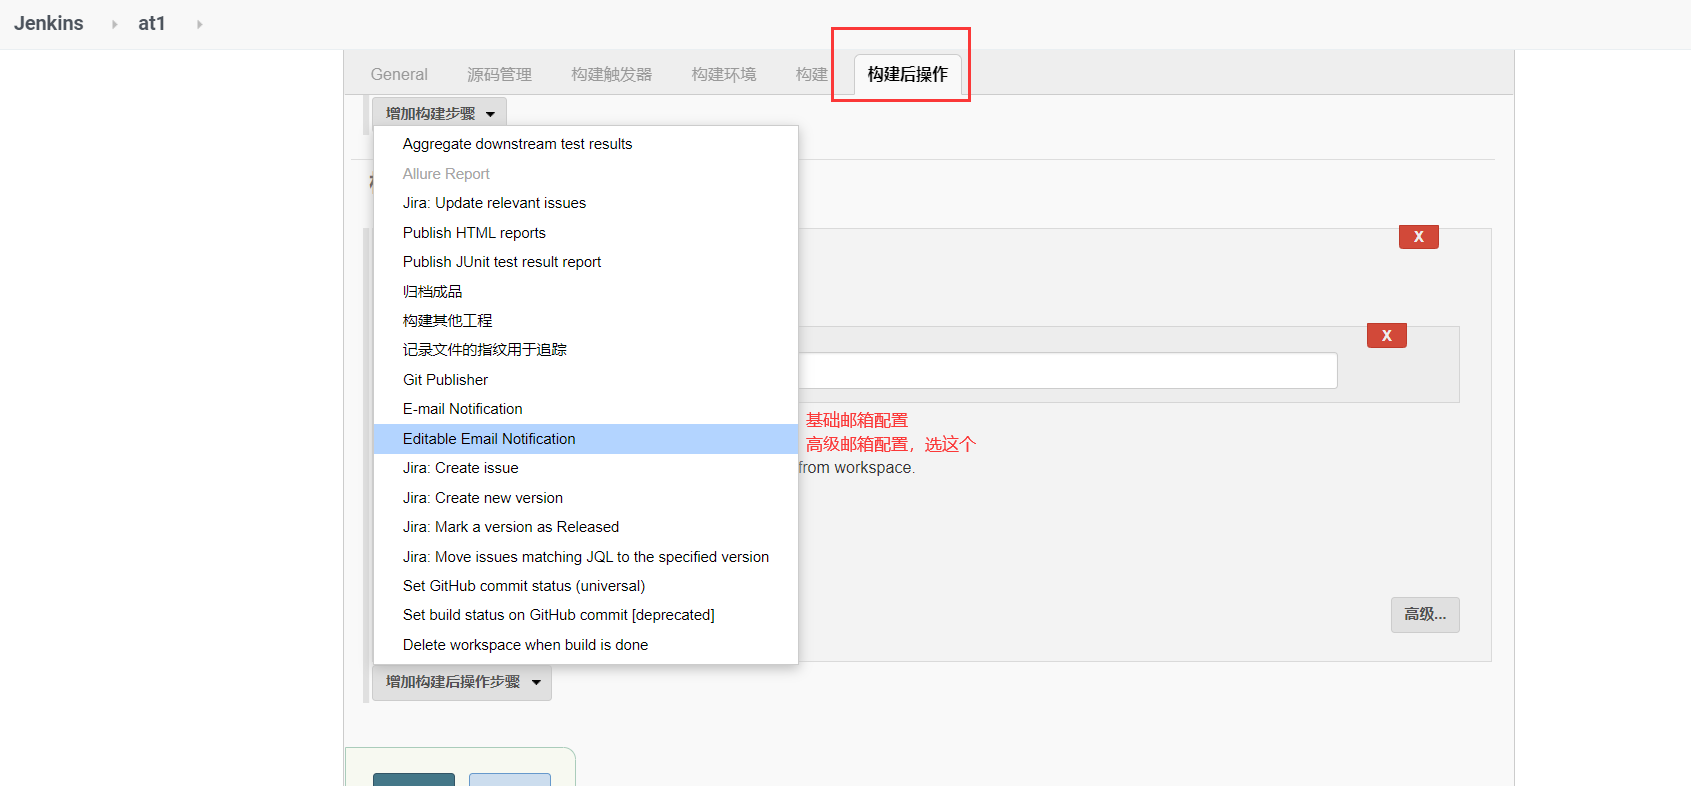 Jenkins at1
General 源码管理 构建触发器 构建环境 构建 构建后操作
增加构建步骤
Aggregate downstream test results
Allure Report
Jira: Update relevant issues
Publish HTML reports
X
Publish JUnit test result report
归档成品
构建其他工程
X
记录文件的指纹用于追踪
Git Publisher
E-mail Notification
基础邮箱配置
Editable Email Notification
高级邮箱配置，选这个
Jira: Create issue
from workspace.
Jira: Create new version
Jira: Mark a version as Released
Jira: Move issues matching JQL to the specified version
Set GitHub commit status (universal)
Set build status on GitHub commit [deprecated]
高级...
Delete workspace when build is done
增加构建后操作步骤